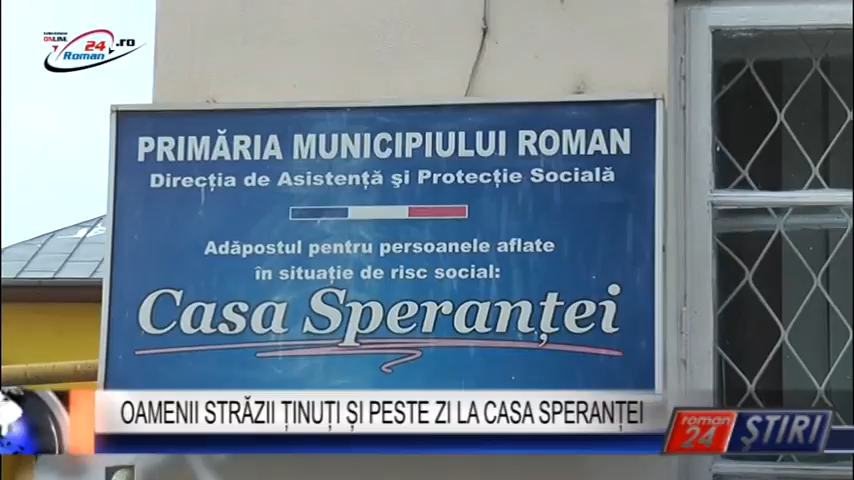 ONLINE
Roman 24.ro
PRIMĂRIA MUNICIPIULUI ROMAN
Direcția de Asistență și Protecție Socială
Adăpostul pentru persoanele aflate
în situație de risc social:
Casa Speranței
OAMENII STRĂZII ȚINUȚI ȘI PESTE ZI LA CASA SPERANȚEI
roman 24 ȘTIRI